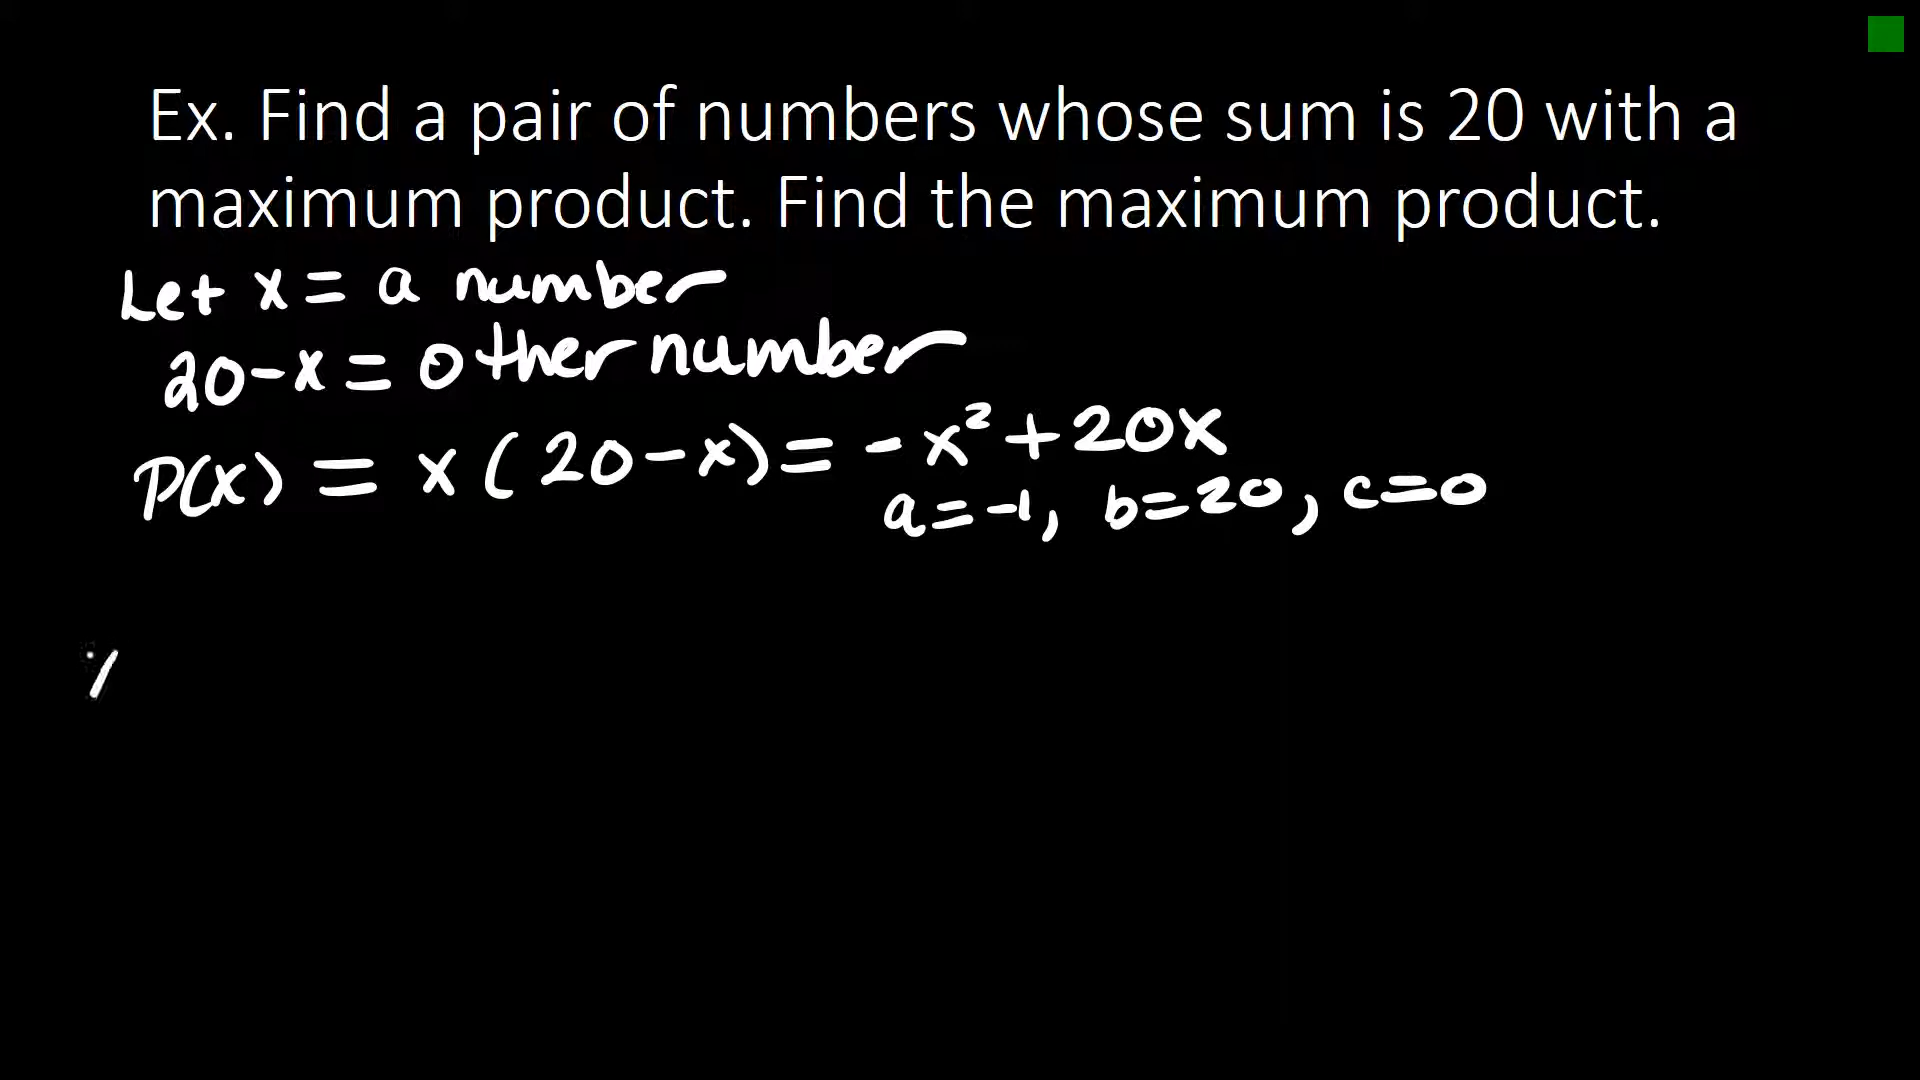 Ex. Find a pair of numbers whose sum is 20 with a
maximum product. Find the maximum product.
Let x = a number
20-x = other number
P(x) = x(20-x) = -x²+20x
a=-1, b=20, c=0